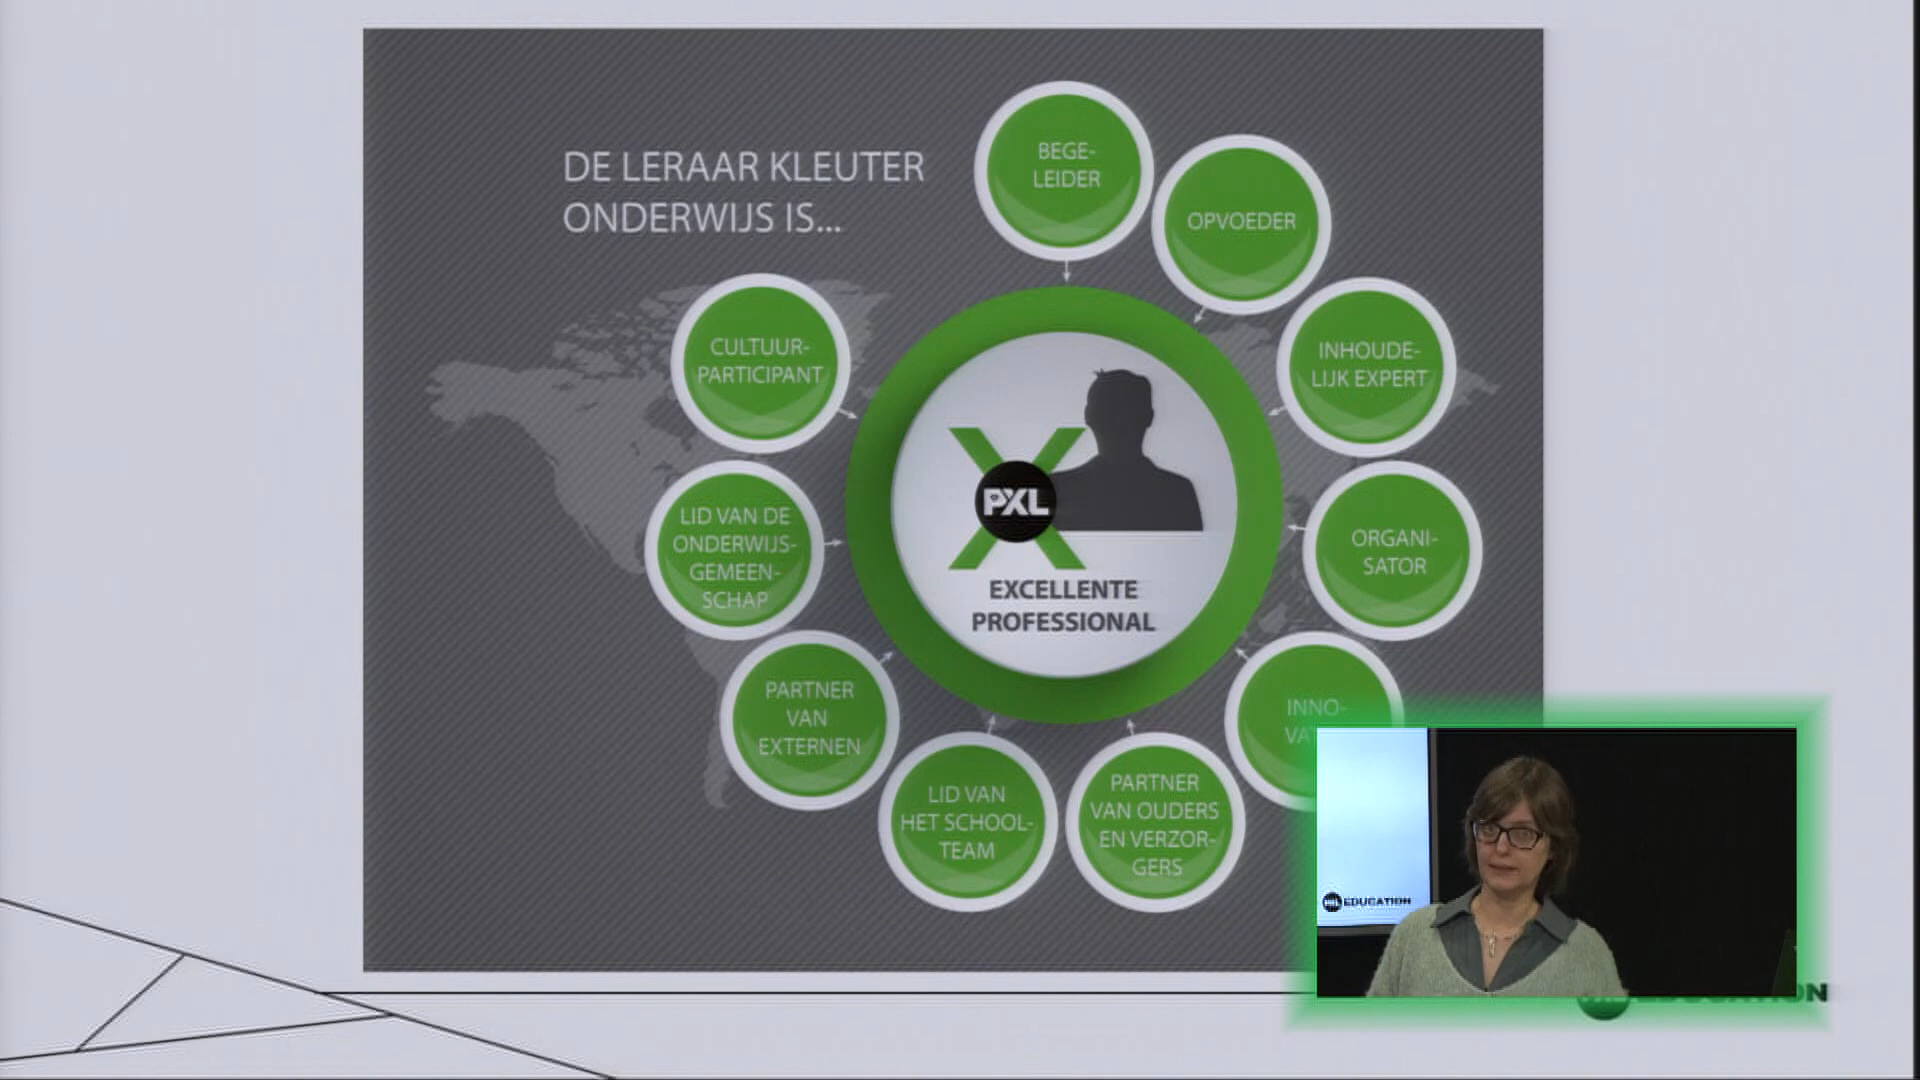 DE LERAAR KLEUTER
ONDERWIJS IS...
BEGE-
LEIDER
OPVOEDER
INHOUDE-
LIJK EXPERT
ORGANI-
SATOR
INNO-
PARTNER
VAN OUDERS
EN VERZOR-
GERS
LID VAN
HET SCHOOL-
TEAM
PARTNER
VAN
EXTERNEN
LID VAN DE
ONDERWIJS-
GEMEEN-
SCHAP
CULTUUR-
PARTICIPANT
PXL
EXCELLENTE
PROFESSIONAL
PXL EDUCATION
EDUCATION